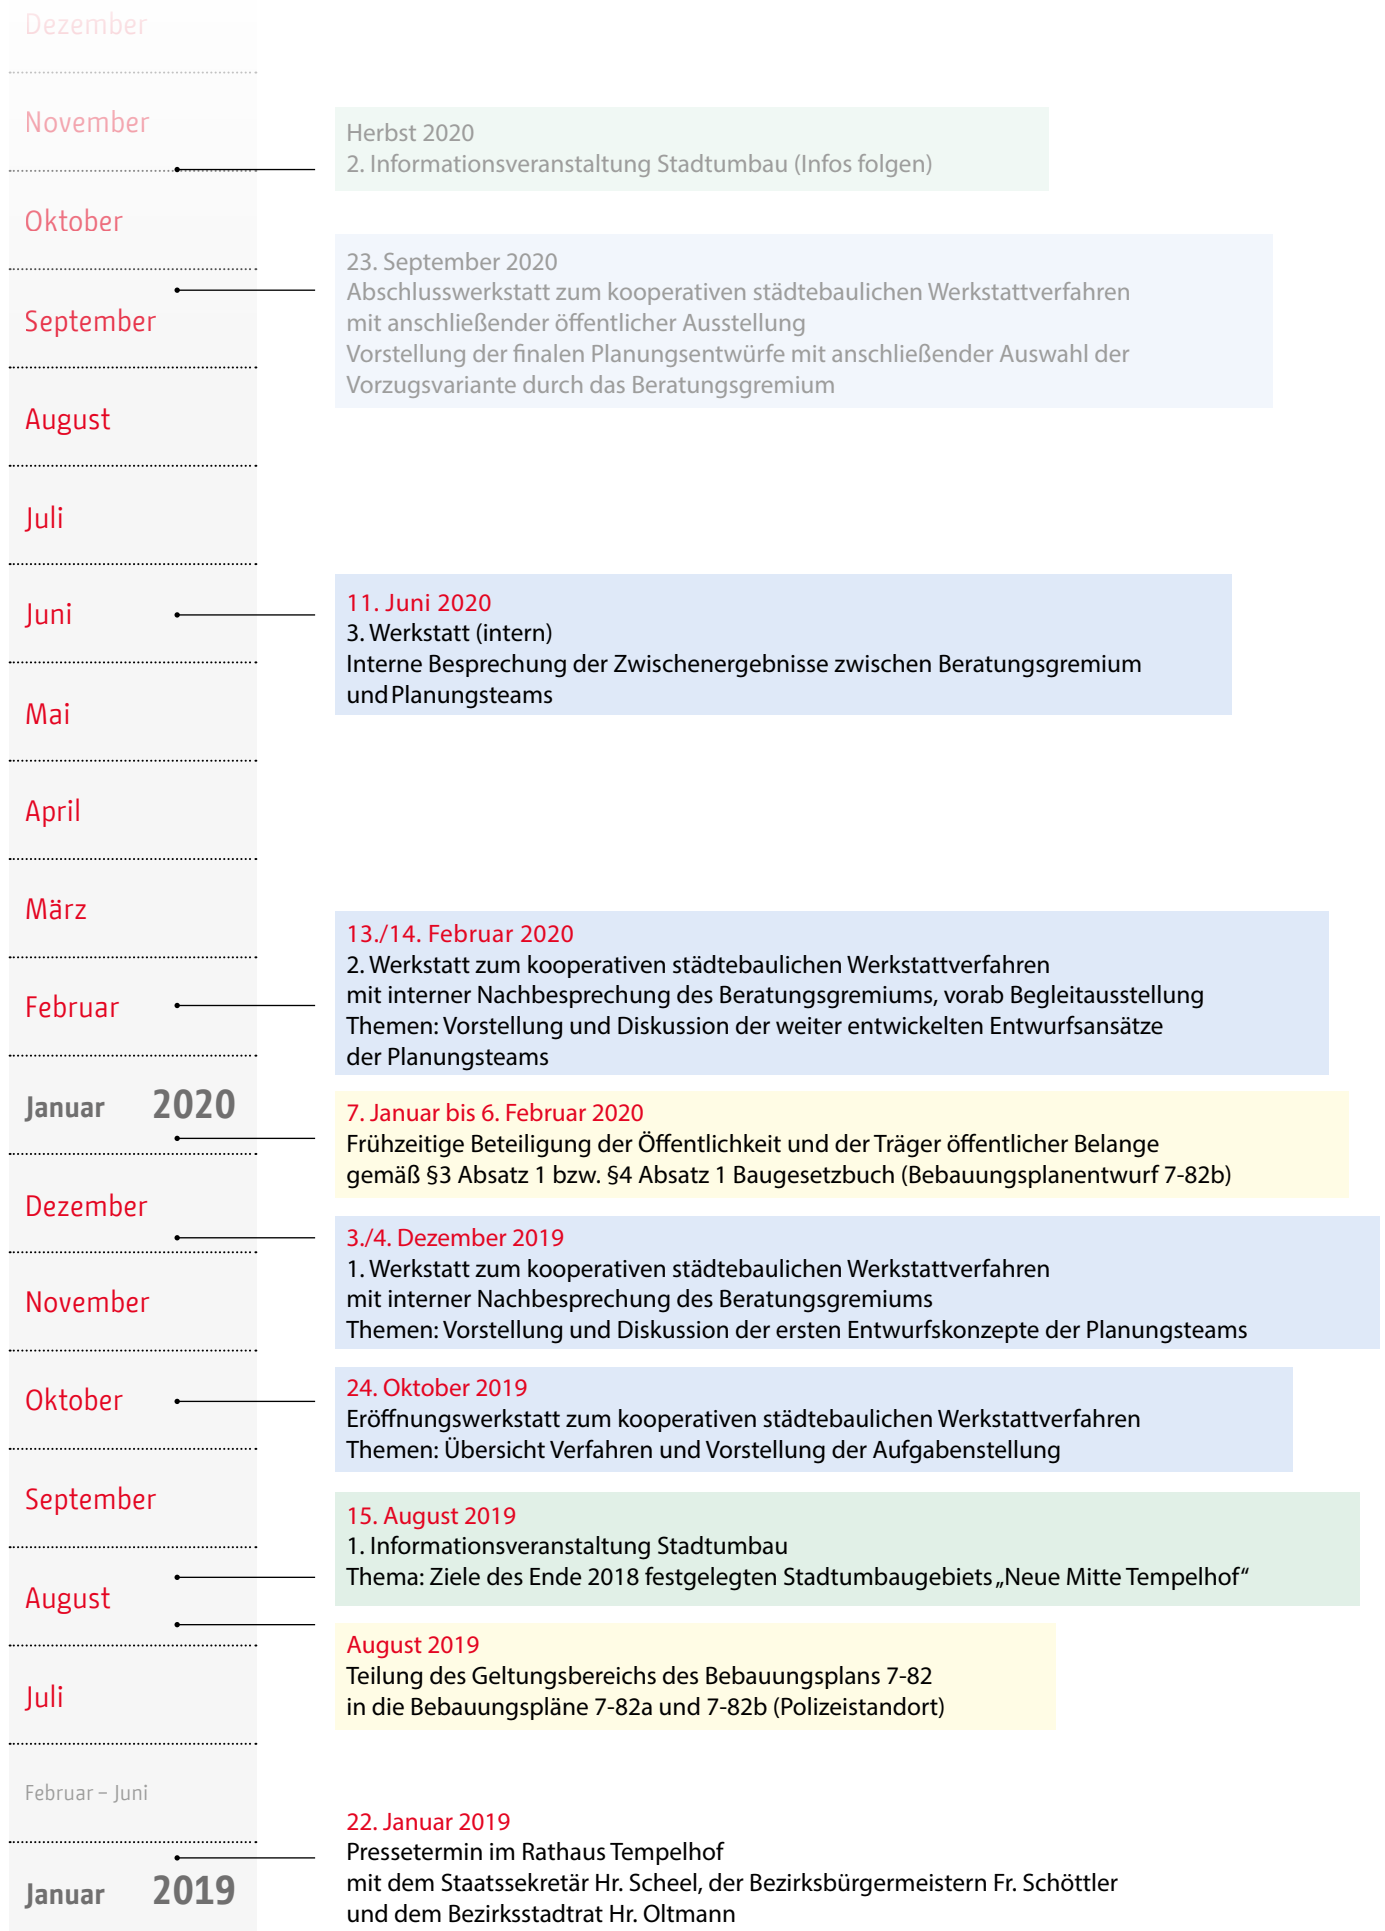 Dezember
November
Herbst 2020
2. Informationsveranstaltung Stadtumbau (Infos folgen)
Oktober
23. September 2020
Abschlusswerkstatt zum kooperativen städtebaulichen Werkstattverfahren
mit anschließender öffentlicher Ausstellung
Vorstellung der finalen Planungsentwürfe mit anschließender Auswahl der
Vorzugsvariante durch das Beratungsgremium
September
August
Juli
Juni
11. Juni 2020
3. Werkstatt (intern)
Interne Besprechung der Zwischenergebnisse zwischen Beratungsgremium
und Planungsteams
Mai
April
März
13./14. Februar 2020
2. Werkstatt zum kooperativen städtebaulichen Werkstattverfahren
mit interner Nachbesprechung des Beratungsgremiums, vorab Begleitausstellung
Themen: Vorstellung und Diskussion der weiter entwickelten Entwurfsansätze
der Planungsteams
Februar
Januar 2020
7. Januar bis 6. Februar 2020
Frühzeitige Beteiligung der Öffentlichkeit und der Träger öffentlicher Belange
gemäß §3 Absatz 1 bzw. §4 Absatz 1 Baugesetzbuch (Bebauungsplanentwurf 7-82b)
Dezember
3./4. Dezember 2019
1. Werkstatt zum kooperativen städtebaulichen Werkstattverfahren
mit interner Nachbesprechung des Beratungsgremiums
Themen: Vorstellung und Diskussion der ersten Entwurfskonzepte der Planungsteams
November
Oktober
24. Oktober 2019
Eröffnungswerkstatt zum kooperativen städtebaulichen Werkstattverfahren
Themen: Übersicht Verfahren und Vorstellung der Aufgabenstellung
September
15. August 2019
1. Informationsveranstaltung Stadtumbau
Thema: Ziele des Ende 2018 festgelegten Stadtumbaugebiets „Neue Mitte Tempelhof“
August
August 2019
Teilung des Geltungsbereichs des Bebauungsplans 7-82
in die Bebauungspläne 7-82a und 7-82b (Polizeistandort)
Juli
Februar – Juni
22. Januar 2019
Pressetermin im Rathaus Tempelhof
mit dem Staatssekretär Hr. Scheel, der Bezirksbürgermeistern Fr. Schöttler
und dem Bezirksstadtrat Hr. Oltmann
Januar 2019